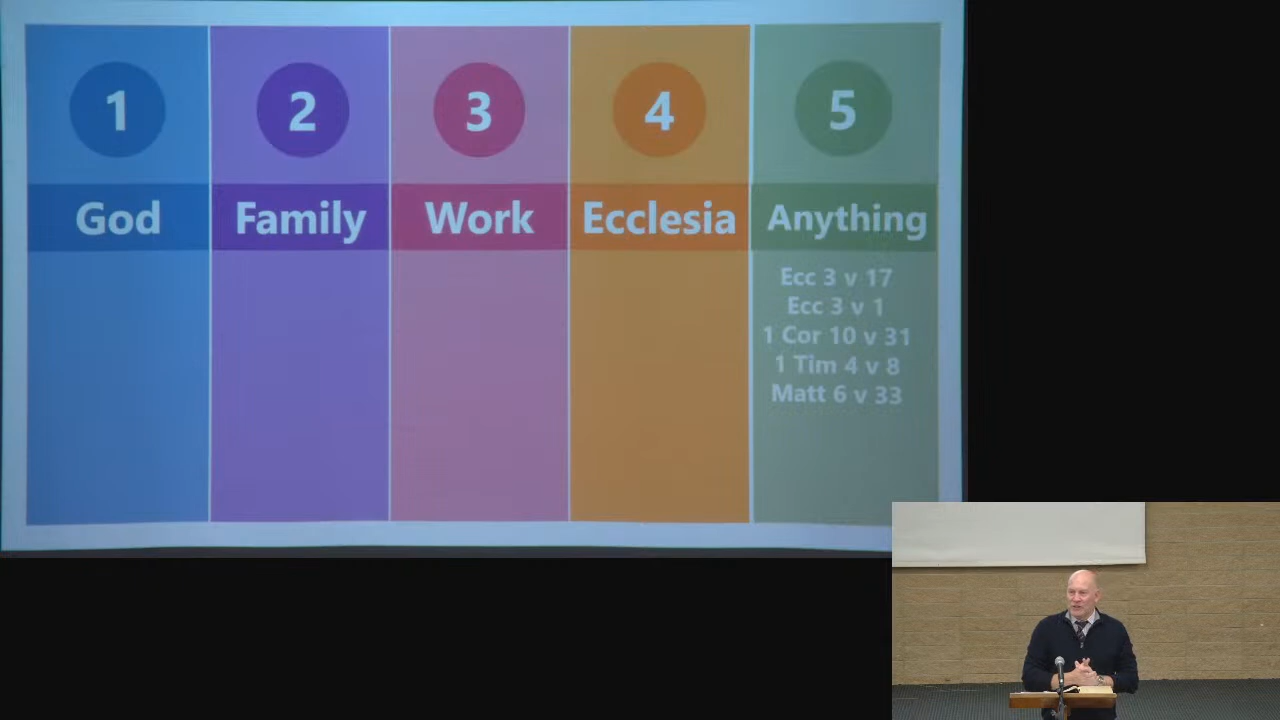 1
God
2
Family
3
Work
4
Ecclesia
5
Anything
Ecc 3 v 17
Ecc 3 v 1
1 Cor 10 v 31
1 Tim 4 v 8
Matt 6 v 33